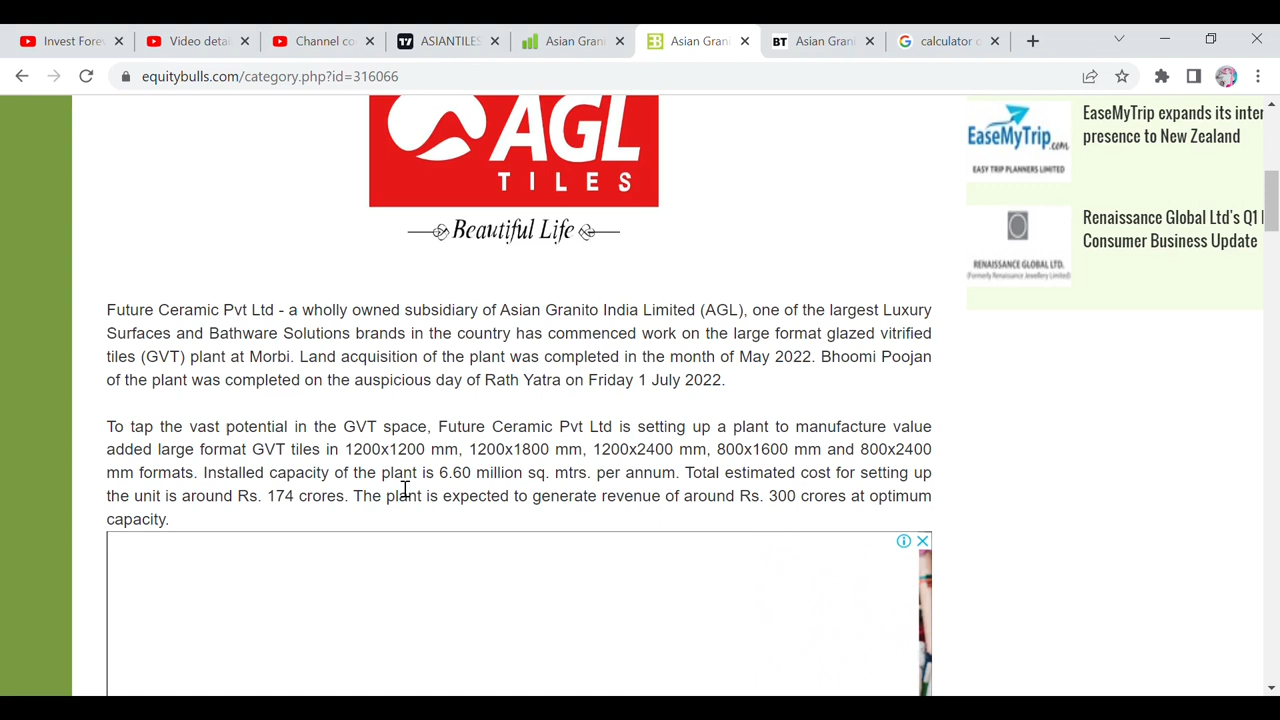 Invest Fore
Video detai
Channel co
ASIANTILES
Asian Grani
Asian Grani
BT Asian Grani
calculator o
equitybulls.com/category.php?id=316066
AGL
TILES
Beautiful Life
Future Ceramic Pvt Ltd - a wholly owned subsidiary of Asian Granito India Limited (AGL), one of the largest Luxury
Surfaces and Bathware Solutions brands in the country has commenced work on the large format glazed vitrified
tiles (GVT) plant at Morbi. Land acquisition of the plant was completed in the month of May 2022. Bhoomi Poojan
of the plant was completed on the auspicious day of Rath Yatra on Friday 1 July 2022.
To tap the vast potential in the GVT space, Future Ceramic Pvt Ltd is setting up a plant to manufacture value
added large format GVT tiles in 1200x1200 mm, 1200x1800 mm, 1200x2400 mm, 800x1600 mm and 800x2400
mm formats. Installed capacity of the plant is 6.60 million sq. mtrs. per annum. Total estimated cost for setting up
the unit is around Rs. 174 crores. The plant is expected to generate revenue of around Rs. 300 crores at optimum
capacity.
EaseMyTrip expands its inter
presence to New Zealand
EaseMyTrip.com
EASY TRIP PLANNERS LIMITED
Renaissance Global Ltd's Q1
Consumer Business Update
RENAISSANCE GLOBAL LTD.
(Formerly Renaissance Jewellery Limited)